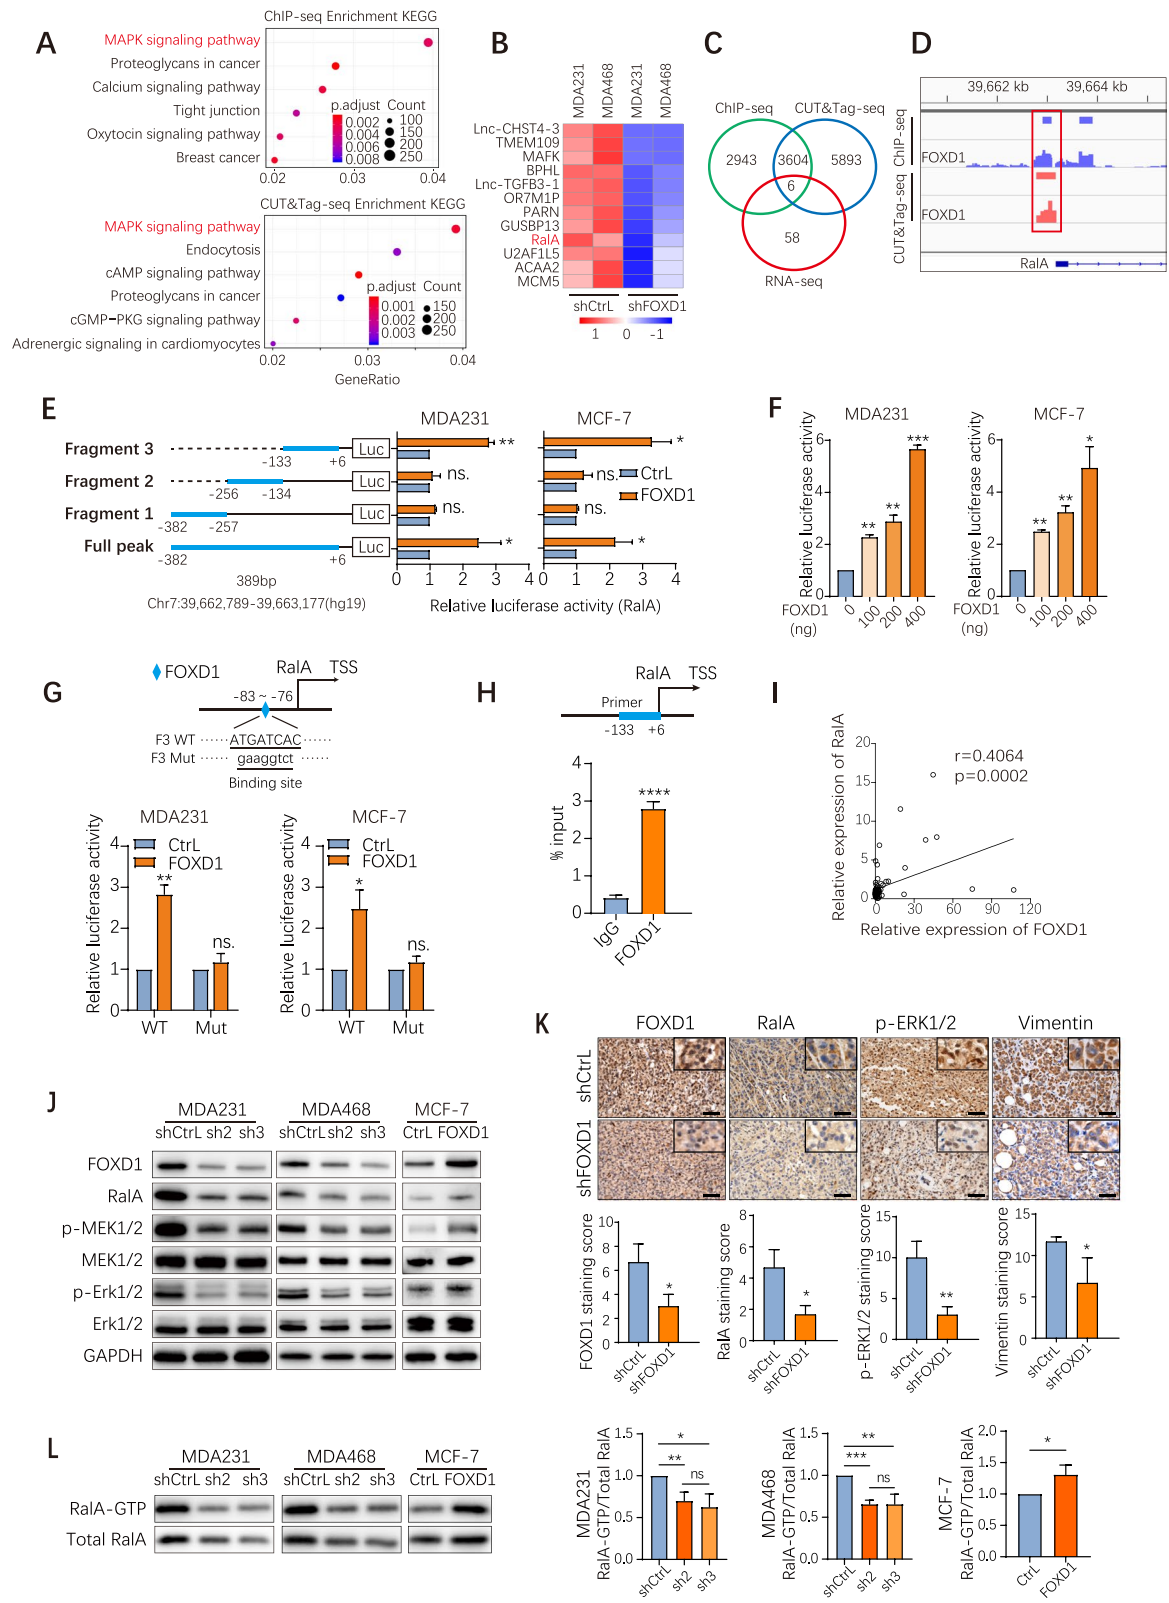 A
ChIP-seq Enrichment KEGG
MAPK signaling pathway
Proteoglycans in cancer
Calcium signaling pathway
Tight junction
Oxytocin signaling pathway
Breast cancer
p.adjust
0.002
0.004
0.006
0.008
Count
100
150
200
250
0.02 0.03 0.04 0.04
CUT&Tag-seq Enrichment KEGG
MAPK signaling pathway
Endocytosis
cAMP signaling pathway
Proteoglycans in cancer
cGMP-PKG signaling pathway
Adrenergic signaling in cardiomyocytes
p.adjust
0.001
0.002
0.003
Count
150
200
250
0.02 0.03 0.04
GeneRatio
B
MDA231 MDA468 MDA231 MDA468
Lnc-CHST4-3
TMEM109
MAFK
BPHL
Lnc-TGFB3-1
OR7M1P
PARN
GUSBP13
RalA
U2AF1L5
ACAA2
MCM5
shCtrL shFOXD1
1 0 -1
C
ChIP-seq CUT&Tag-seq
2943 3604 5893
6
58
RNA-seq
D
39,662 kb 39,664 kb
ChIP-seq
FOXD1
CUT&Tag-seq
FOXD1
RalA
E
MDA231 MCF-7
Fragment 3 Luc ** *
-133 +6
Fragment 2 Luc ns. ns.
-256 -134
Fragment 1 Luc ns. ns.
-382 -257
Full peak Luc * *
-382 +6
CtrL
FOXD1
0 1 2 3 4 0 1 2 3 4
389bp
Chr7:39,662,789-39,663,177(hg19)
Relative luciferase activity (RalA)
F
MDA231
Relative luciferase activity
6
4
2
0
** ** ***
FOXD1 (ng)
0 100 200 400
MCF-7
Relative luciferase activity
6
4
2
0
** ** *
FOXD1 (ng)
0 100 200 400
G
FOXD1 RalA TSS
-83 ~ -76
F3 WT ······ ATGATCAC ······
F3 Mut ······ gaaggtct ······
Binding site
MDA231
Relative luciferase activity
4
3
2
1
0
CtrL
FOXD1
** ns.
WT Mut
MCF-7
Relative luciferase activity
4
3
2
1
0
CtrL
FOXD1
* ns.
WT Mut
H
RalA TSS
Primer
-133 +6
% input
4
3
2
1
0
****
IgG FOXD1
I
Relative expression of RalA
20
15
10
5
0
r=0.4064
p=0.0002
0 30 60 90 120
Relative expression of FOXD1
J
MDA231 MDA468 MCF-7
shCtrL sh2 sh3 shCtrL sh2 sh3 CtrL FOXD1
FOXD1
RalA
p-MEK1/2
MEK1/2
p-Erk1/2
Erk1/2
GAPDH
K
FOXD1 RalA p-ERK1/2 Vimentin
shCtrL
shFOXD1
FOXD1 staining score
10
8
6
4
2
0
*
shCtrL shFOXD1
RalA staining score
8
6
4
2
0
*
shCtrL shFOXD1
p-ERK1/2 staining score
15
10
5
0
**
shCtrL shFOXD1
Vimentin staining score
15
10
5
0
*
shCtrL shFOXD1
L
MDA231 MDA468 MCF-7
shCtrL sh2 sh3 shCtrL sh2 sh3 CtrL FOXD1
RalA-GTP
Total RalA
MDA231
RalA-GTP/Total RalA
1.5
1.0
0.5
0.0
*
** ns
shCtrL sh2 sh3
MDA468
RalA-GTP/Total RalA
1.5
1.0
0.5
0.0
**
*** ns
shCtrL sh2 sh3
MCF-7
RalA-GTP/Total RalA
2.0
1.5
1.0
0.5
0.0
*
CtrL FOXD1